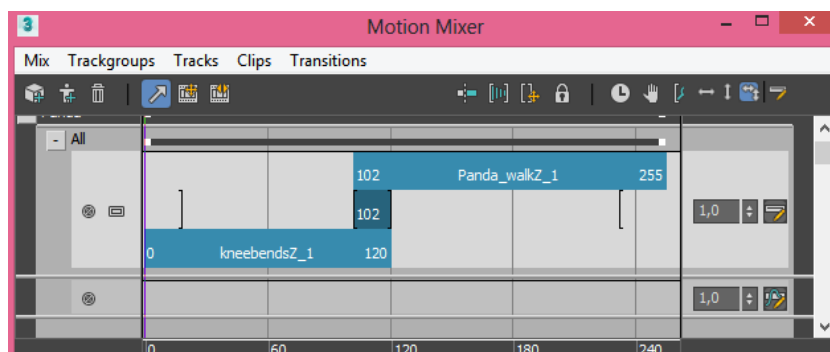 3 Motion Mixer
Mix Trackgroups Tracks Clips Transitions
- All
102 Panda_walkZ_1 255
102 1,0
0 kneebendsZ_1 120
1,0
0 60 120 180 240